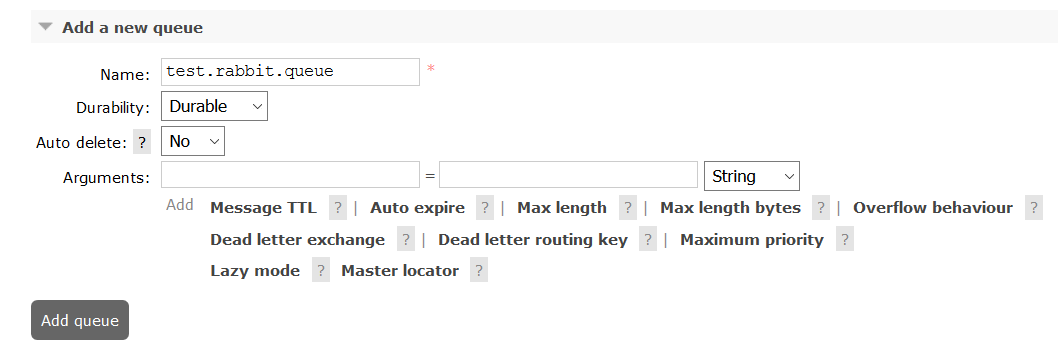 Add a new queue
Name: test.rabbit.queue *
Durability: Durable
Auto delete: ? No
Arguments: = String
Add Message TTL ? | Auto expire ? | Max length ? | Max length bytes ? | Overflow behaviour ?
Dead letter exchange ? | Dead letter routing key ? | Maximum priority ?
Lazy mode ? Master locator ?
Add queue